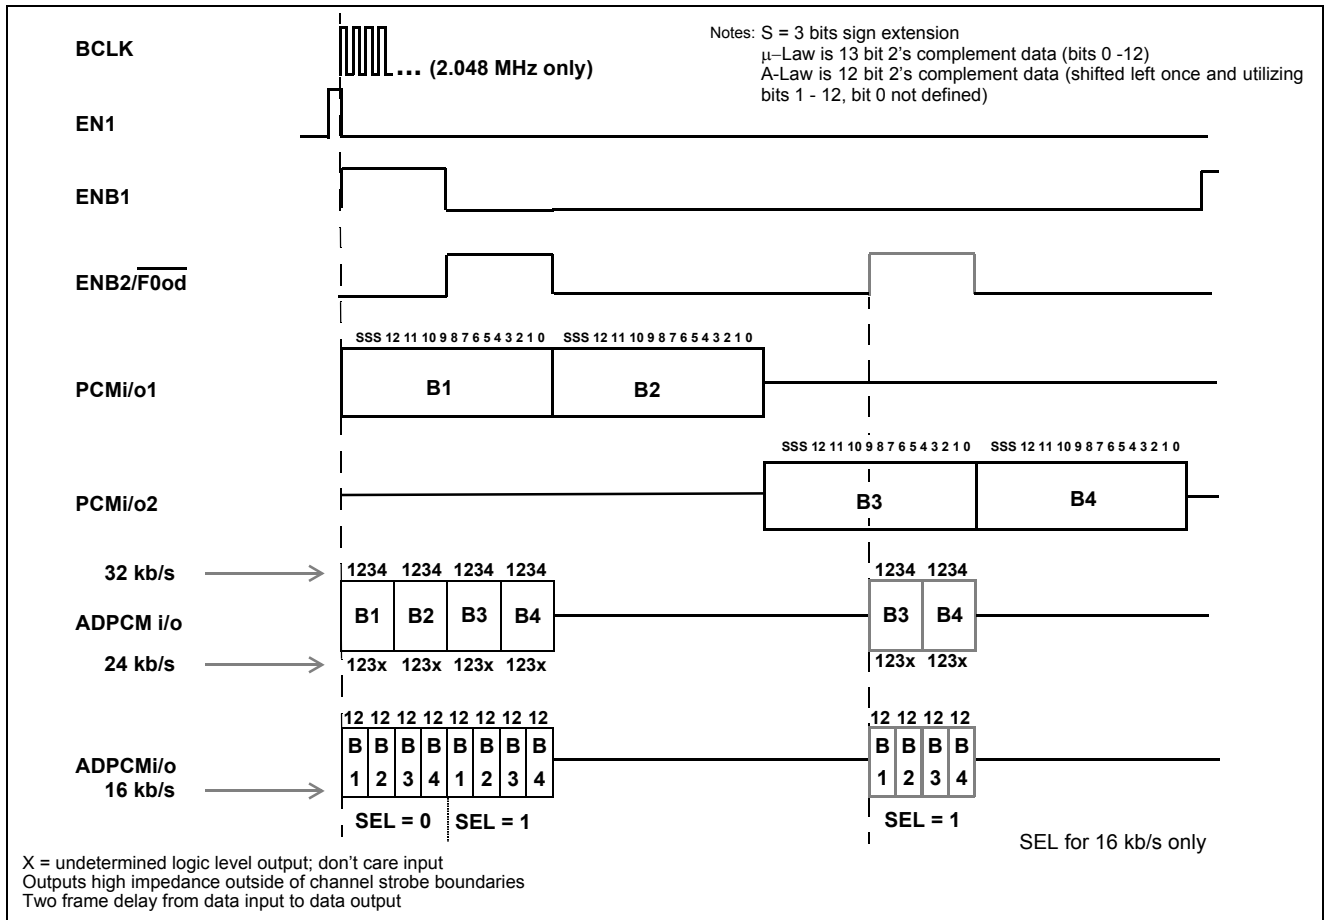 Notes: S = 3 bits sign extension
μ–Law is 13 bit 2's complement data (bits 0 -12)
A-Law is 12 bit 2's complement data (shifted left once and utilizing
bits 1 - 12, bit 0 not defined)
BCLK
... (2.048 MHz only)
EN1
ENB1
ENB2/F0od
SSS 12 11 10 9 8 7 6 5 4 3 2 1 0 SSS 12 11 10 9 8 7 6 5 4 3 2 1 0
PCMi/o1
B1 B2
SSS 12 11 10 9 8 7 6 5 4 3 2 1 0 SSS 12 11 10 9 8 7 6 5 4 3 2 1 0
PCMi/o2
B3 B4
32 kb/s
1234 1234 1234 1234 1234 1234
ADPCM i/o
B1 B2 B3 B4 B3 B4
24 kb/s
123x 123x 123x 123x 123x 123x
12 12 12 12 12 12 12 12 12 12 12 12
B B B B B B B B B B B B
ADPCMi/o
1 2 3 4 1 2 3 4 1 2 3 4
16 kb/s
SEL = 0 SEL = 1 SEL = 1
SEL for 16 kb/s only
X = undetermined logic level output; don't care input
Outputs high impedance outside of channel strobe boundaries
Two frame delay from data input to data output